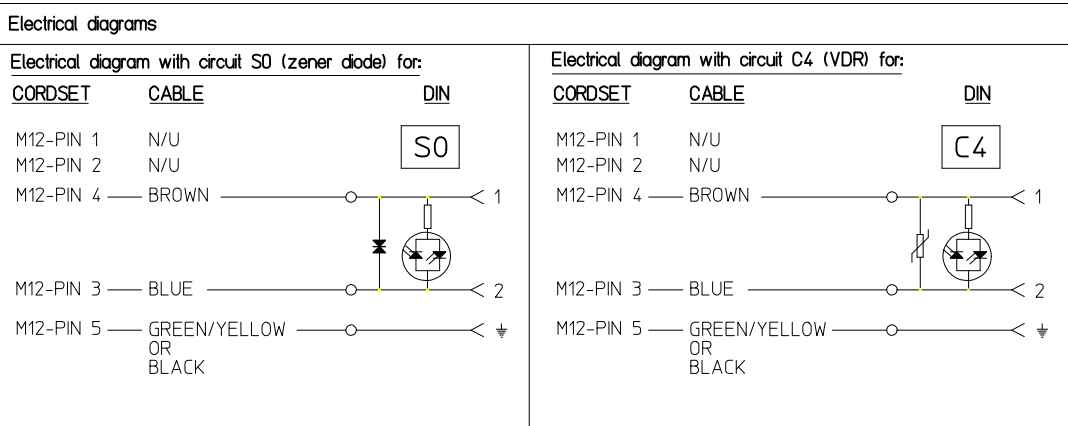 Electrical diagrams
Electrical diagram with circuit S0 (zener diode) for:
CORDSET CABLE DIN
M12-PIN 1 N/U
S0
M12-PIN 2 N/U
M12-PIN 4 BROWN 1
M12-PIN 3 BLUE 2
M12-PIN 5 GREEN/YELLOW
OR
BLACK
Electrical diagram with circuit C4 (VDR) for:
CORDSET CABLE DIN
M12-PIN 1 N/U
C4
M12-PIN 2 N/U
M12-PIN 4 BROWN 1
M12-PIN 3 BLUE 2
M12-PIN 5 GREEN/YELLOW
OR
BLACK